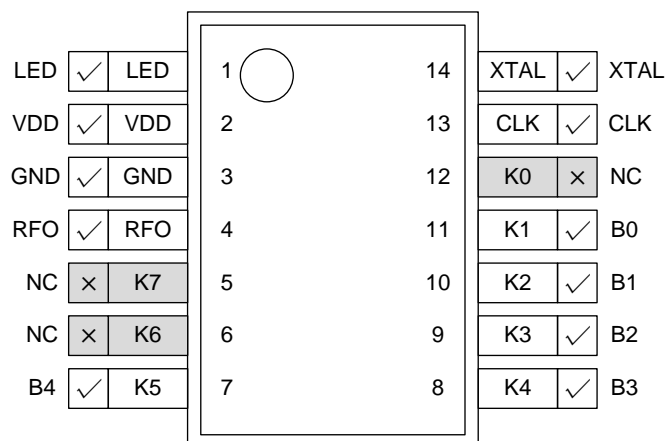 LED ✓ LED 1 14 XTAL ✓ XTAL
VDD ✓ VDD 2 13 CLK ✓ CLK
GND ✓ GND 3 12 K0 × NC
RFO ✓ RFO 4 11 K1 ✓ B0
NC × K7 5 10 K2 ✓ B1
NC × K6 6 9 K3 ✓ B2
B4 ✓ K5 7 8 K4 ✓ B3